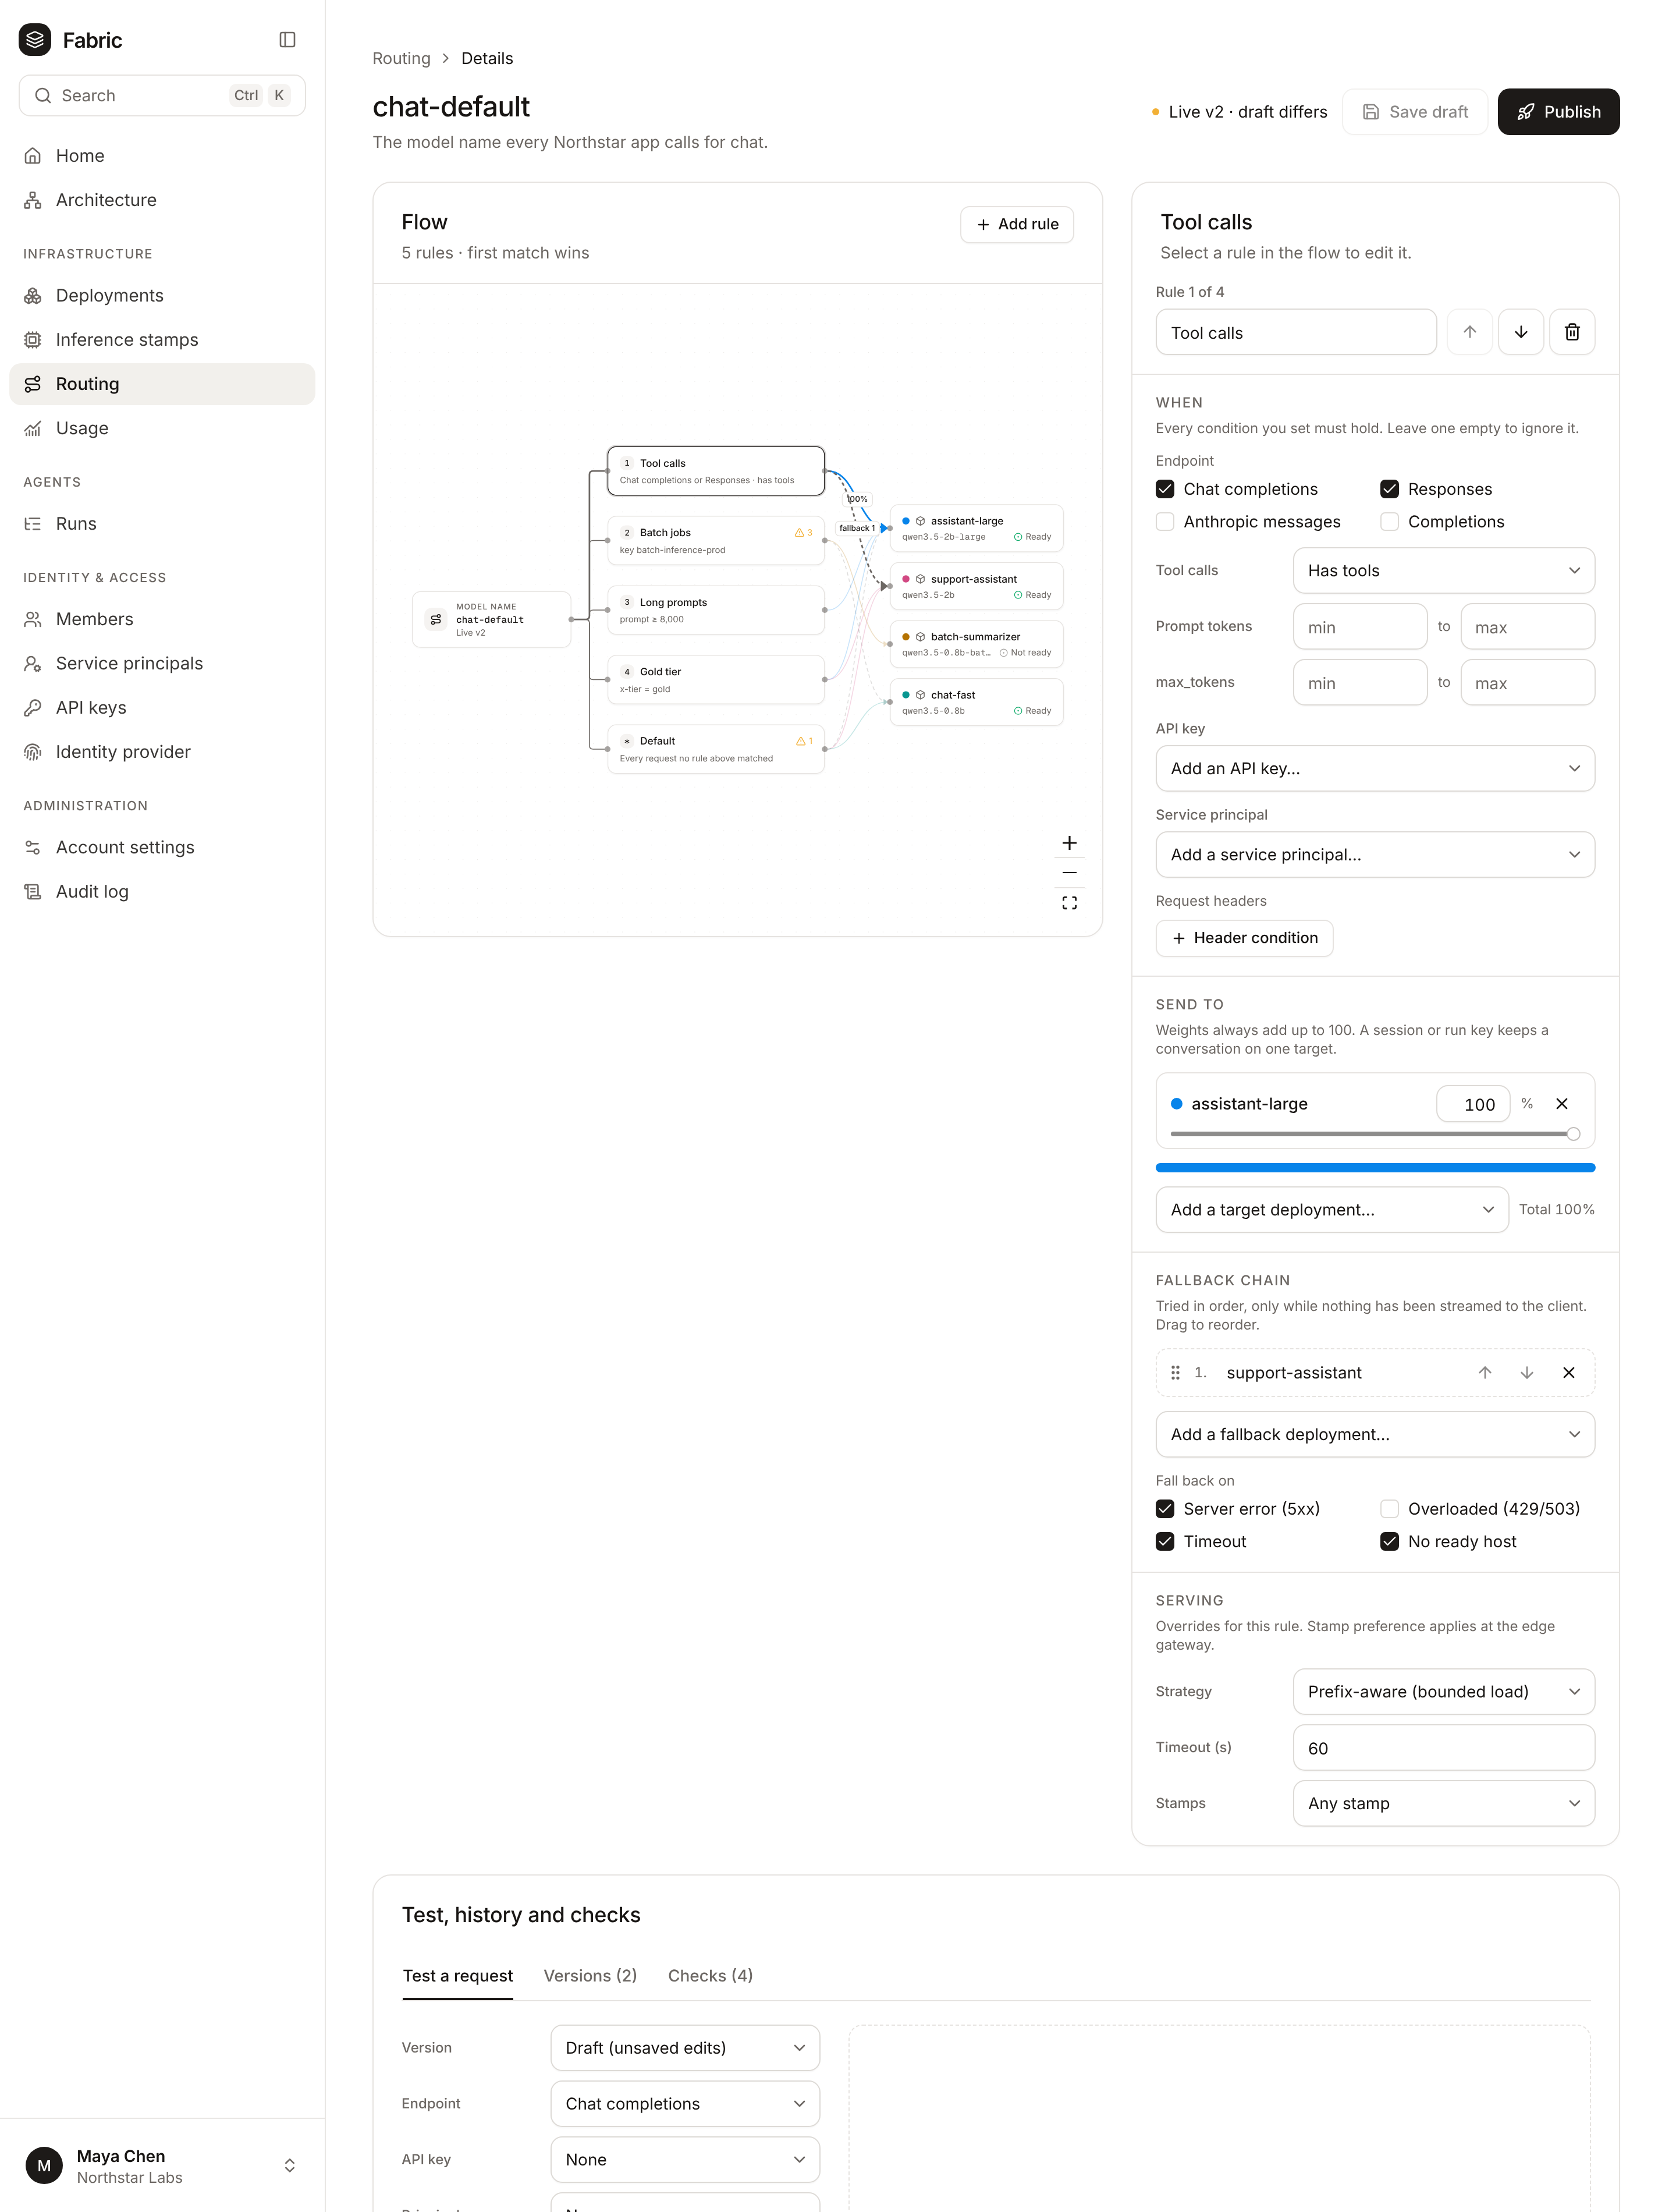 Fabric
Search
Ctrl K
Home
Architecture
INFRASTRUCTURE
Deployments
Inference stamps
Routing
Usage
AGENTS
Runs
IDENTITY & ACCESS
Members
Service principals
API keys
Identity provider
ADMINISTRATION
Account settings
Audit log
M
Maya Chen
Northstar Labs
Routing > Details
chat-default
The model name every Northstar app calls for chat.
Live v2 · draft differs
Save draft
Publish
Flow
5 rules · first match wins
+ Add rule
MODEL NAME
chat-default
Live v2
1 Tool calls
Chat completions or Responses · has tools
2 Batch jobs
3
key batch-inference-prod
3 Long prompts
prompt ≥ 8,000
4 Gold tier
x-tier = gold
* Default
1
Every request no rule above matched
100%
fallback 1
assistant-large
qwen3.5-2b-large Ready
support-assistant
qwen3.5-2b Ready
batch-summarizer
qwen3.5-0.8b-bat… Not ready
chat-fast
qwen3.5-0.8b Ready
Tool calls
Select a rule in the flow to edit it.
Rule 1 of 4
Tool calls
WHEN
Every condition you set must hold. Leave one empty to ignore it.
Endpoint
Chat completions Responses
Anthropic messages Completions
Tool calls Has tools
Prompt tokens min to max
max_tokens min to max
API key
Add an API key...
Service principal
Add a service principal...
Request headers
+ Header condition
SEND TO
Weights always add up to 100. A session or run key keeps a
conversation on one target.
assistant-large 100 %
Add a target deployment... Total 100%
FALLBACK CHAIN
Tried in order, only while nothing has been streamed to the client.
Drag to reorder.
1. support-assistant
Add a fallback deployment...
Fall back on
Server error (5xx) Overloaded (429/503)
Timeout No ready host
SERVING
Overrides for this rule. Stamp preference applies at the edge
gateway.
Strategy Prefix-aware (bounded load)
Timeout (s) 60
Stamps Any stamp
Test, history and checks
Test a request Versions (2) Checks (4)
Version Draft (unsaved edits)
Endpoint Chat completions
API key None